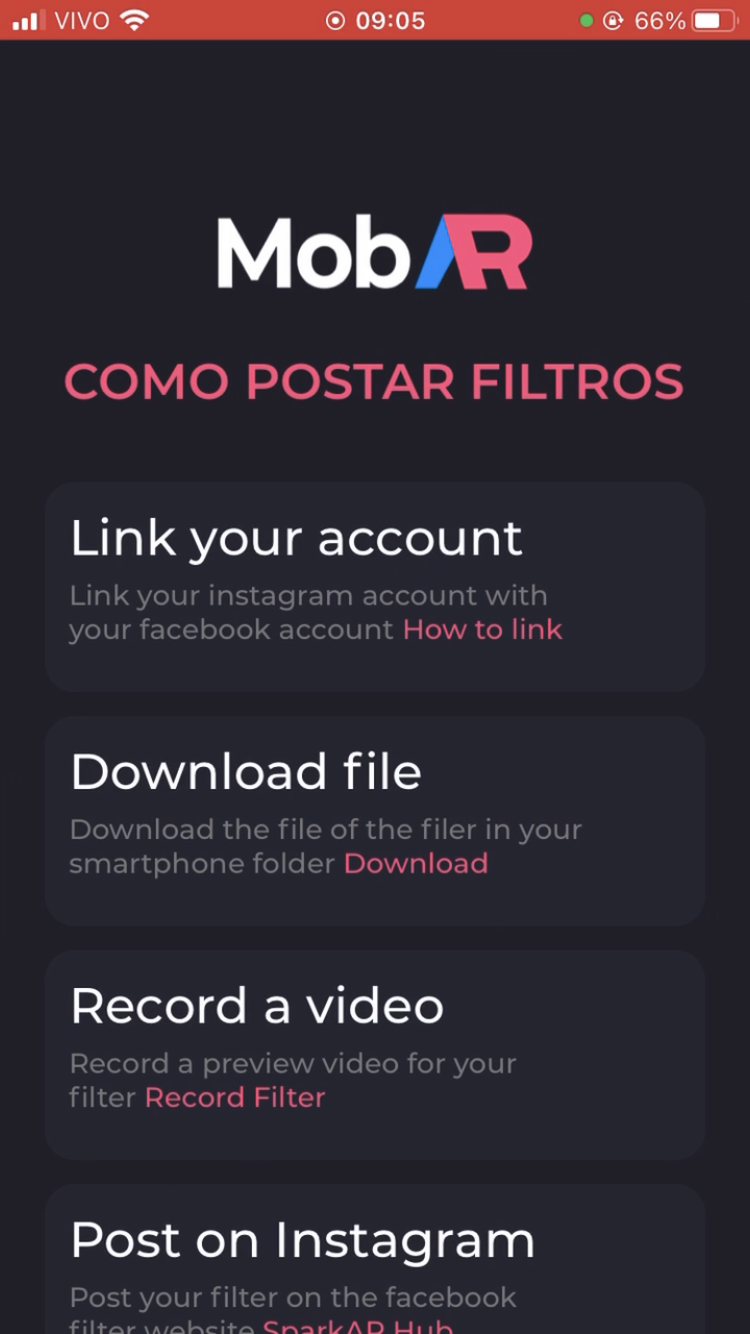 VIVO 09:05 66%
MobAR
COMO POSTAR FILTROS
Link your account
Link your instagram account with
your facebook account How to link
Download file
Download the file of the filer in your
smartphone folder Download
Record a video
Record a preview video for your
filter Record Filter
Post on Instagram
Post your filter on the facebook
filter website SparkAR Hub